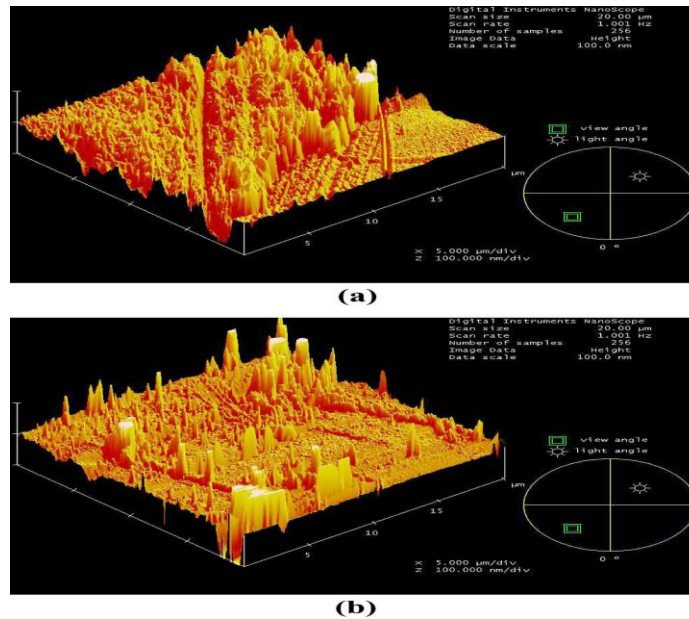 Digital Instruments NanoScope
Scan size 20.00 µm
Scan rate 1.001 Hz
Number of samples 256
Image Data Height
Data scale 100.0 nm
view angle
light angle
µm
15
10
5
X 5.000 µm/div
Z 100.000 nm/div
0 °
(a)
Digital Instruments NanoScope
Scan size 20.00 µm
Scan rate 1.001 Hz
Number of samples 256
Image Data Height
Data scale 100.0 nm
view angle
light angle
µm
15
10
5
X 5.000 µm/div
Z 100.000 nm/div
0 °
(b)